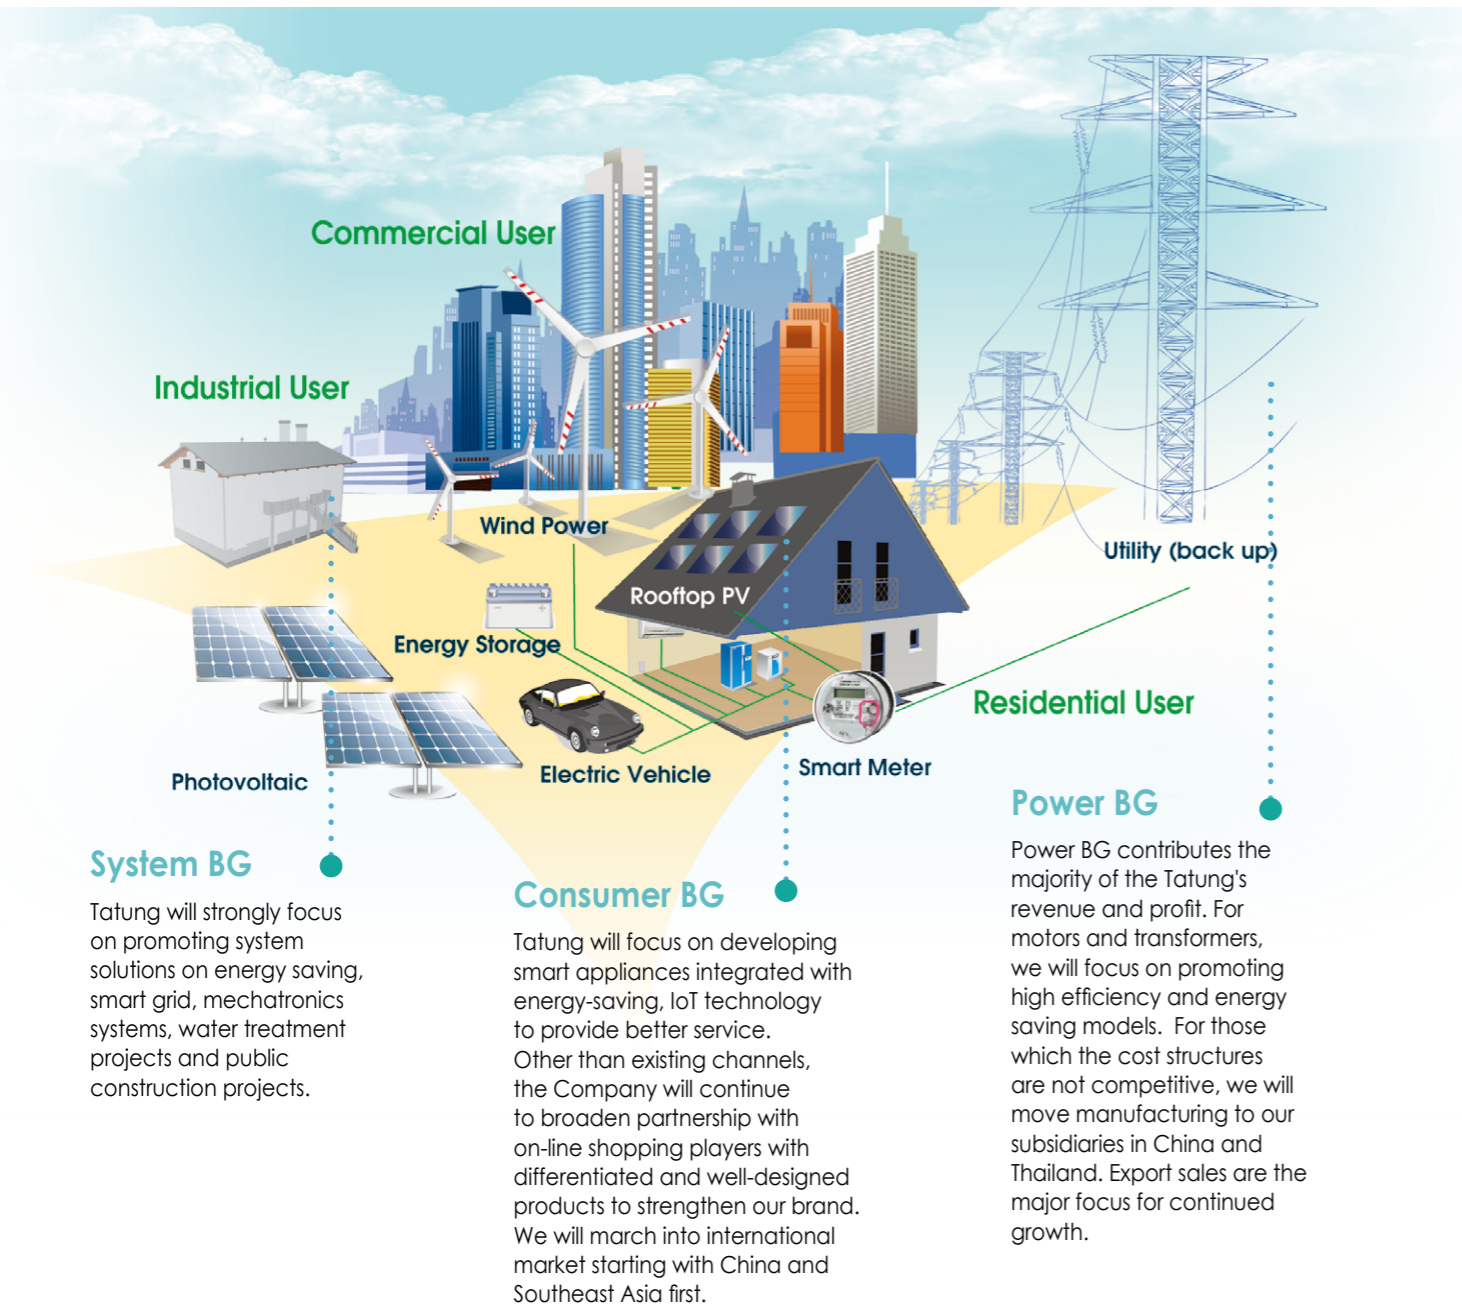 Commercial User
Industrial User
Wind Power
Utility (back up)
Rooftop PV
Energy Storage
Residential User
Smart Meter
Electric Vehicle
Photovoltaic
System BG
Tatung will strongly focus
on promoting system
solutions on energy saving,
smart grid, mechatronics
systems, water treatment
projects and public
construction projects.
Consumer BG
Tatung will focus on developing
smart appliances integrated with
energy-saving, IoT technology
to provide better service.
Other than existing channels,
the Company will continue
to broaden partnership with
on-line shopping players with
differentiated and well-designed
products to strengthen our brand.
We will march into international
market starting with China and
Southeast Asia first.
Power BG
Power BG contributes the
majority of the Tatung's
revenue and profit. For
motors and transformers,
we will focus on promoting
high efficiency and energy
saving models.  For those
which the cost structures
are not competitive, we will
move manufacturing to our
subsidiaries in China and
Thailand. Export sales are the
major focus for continued
growth.